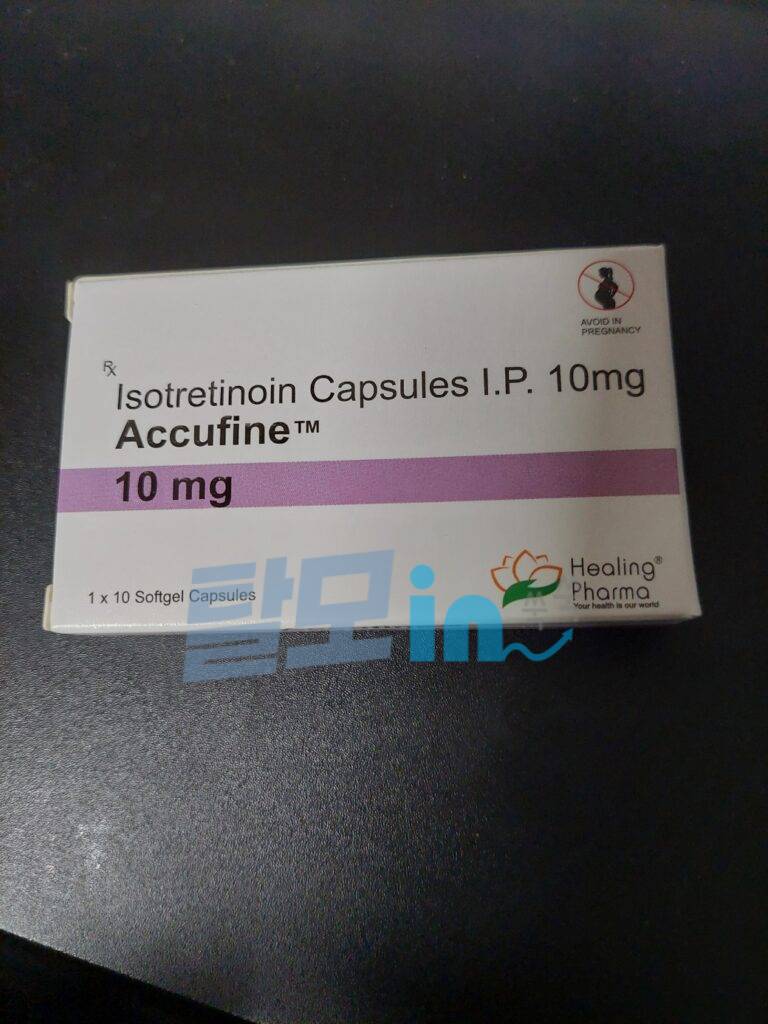 AVOID IN
PREGNANCY
Rx
Isotretinoin Capsules I.P. 10mg
Accufine™
10 mg
1 x 10 Softgel Capsules
Healing®
Pharma
Your health is our world
탈모in